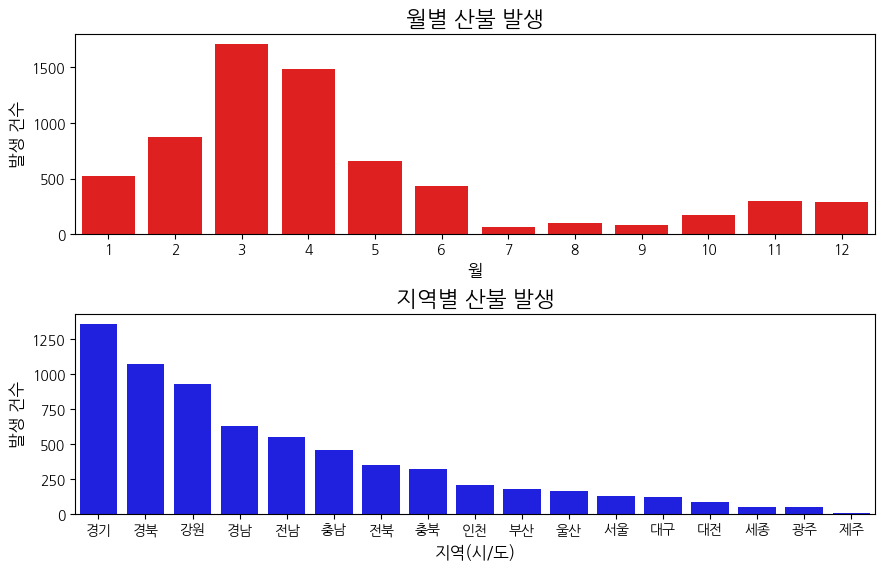 월별 산불 발생
발생 건수
1500
1000
500
0
1 2 3 4 5 6 7 8 9 10 11 12
월
지역별 산불 발생
발생 건수
1250
1000
750
500
250
0
경기 경북 강원 경남 전남 충남 전북 충북 인천 부산 울산 서울 대구 대전 세종 광주 제주
지역(시/도)